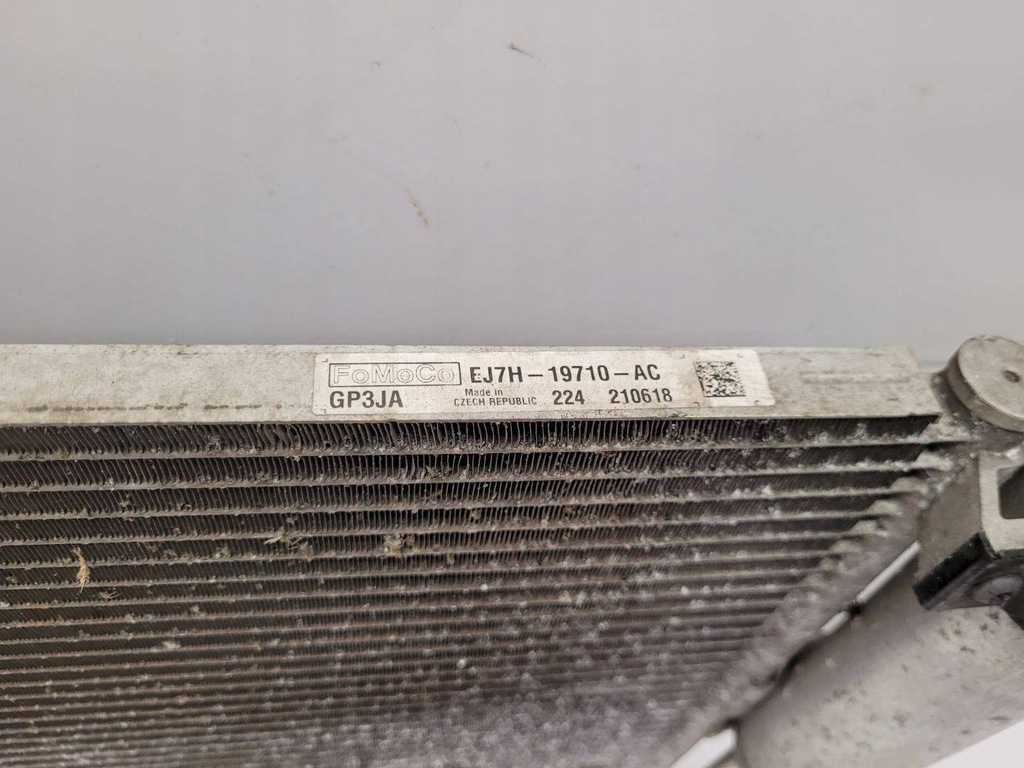 FoMoCo EJ7H-19710-AC
GP3JA Made in CZECH REPUBLIC 224 210618